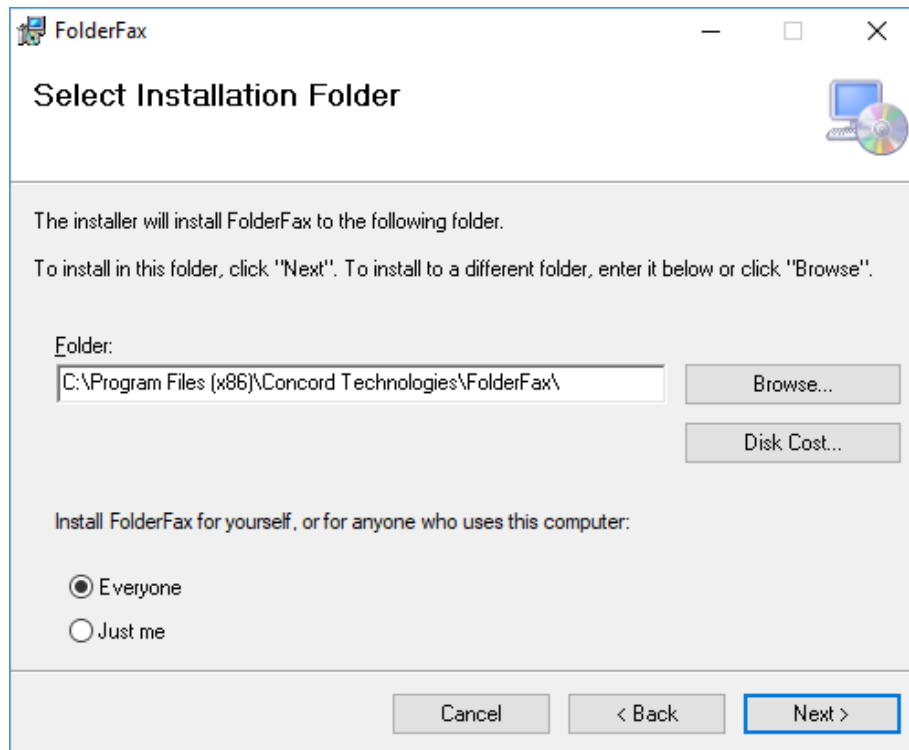 FolderFax
Select Installation Folder
The installer will install FolderFax to the following folder.
To install in this folder, click "Next". To install to a different folder, enter it below or click "Browse".
Folder:
C:\Program Files (x86)\Concord Technologies\FolderFax\
Browse...
Disk Cost...
Install FolderFax for yourself, or for anyone who uses this computer:
Everyone
Just me
Cancel
< Back
Next >